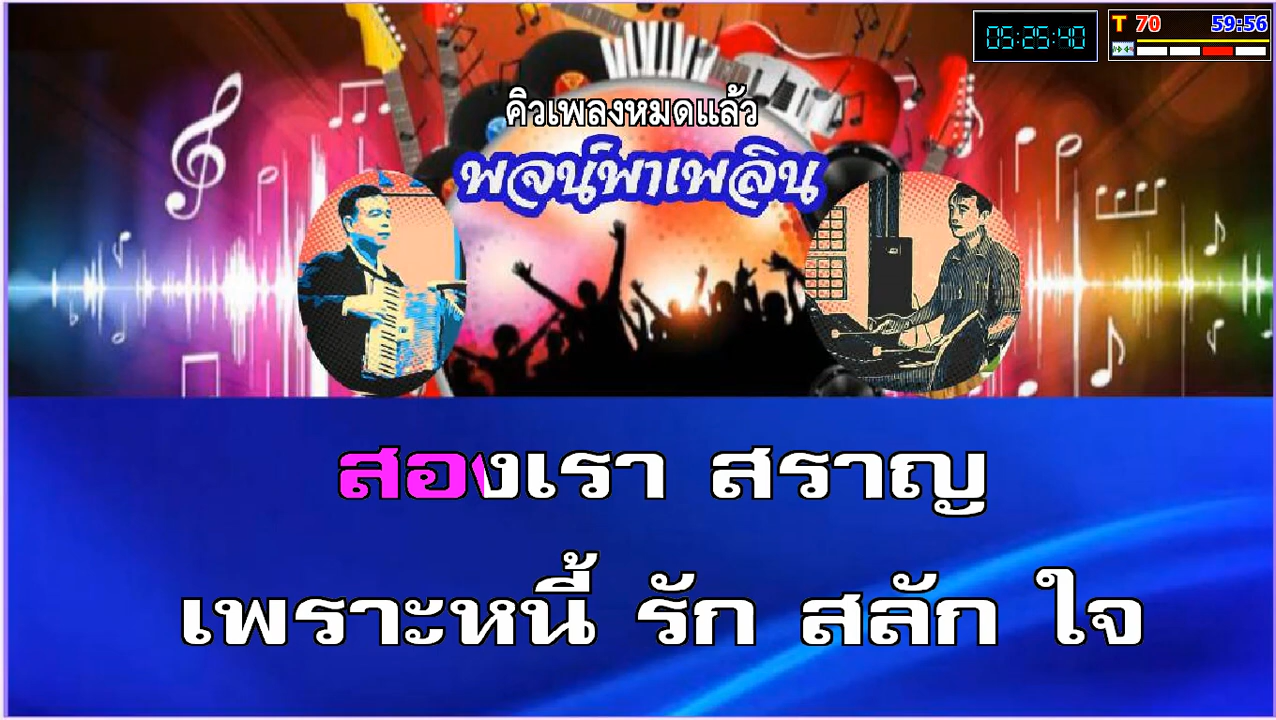 05:25:40
T 70 59:56
คิวเพลงหมดแล้ว
พจน์พาเพลิน
สองเรา สราญ
เพราะหนี้ รัก สลัก ใจ